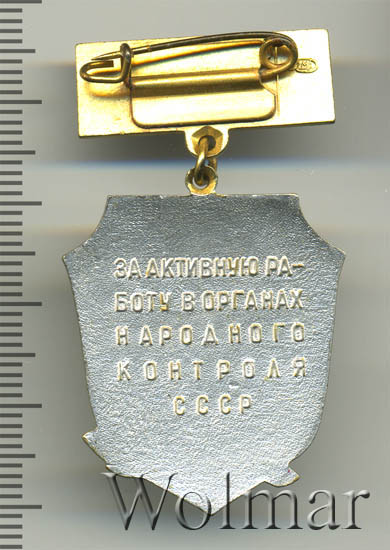 ЗА АКТИВНУЮ РА-
БОТУ В ОРГАНАХ
НАРОДНОГО
КОНТРОЛЯ
СССР
Wolmar